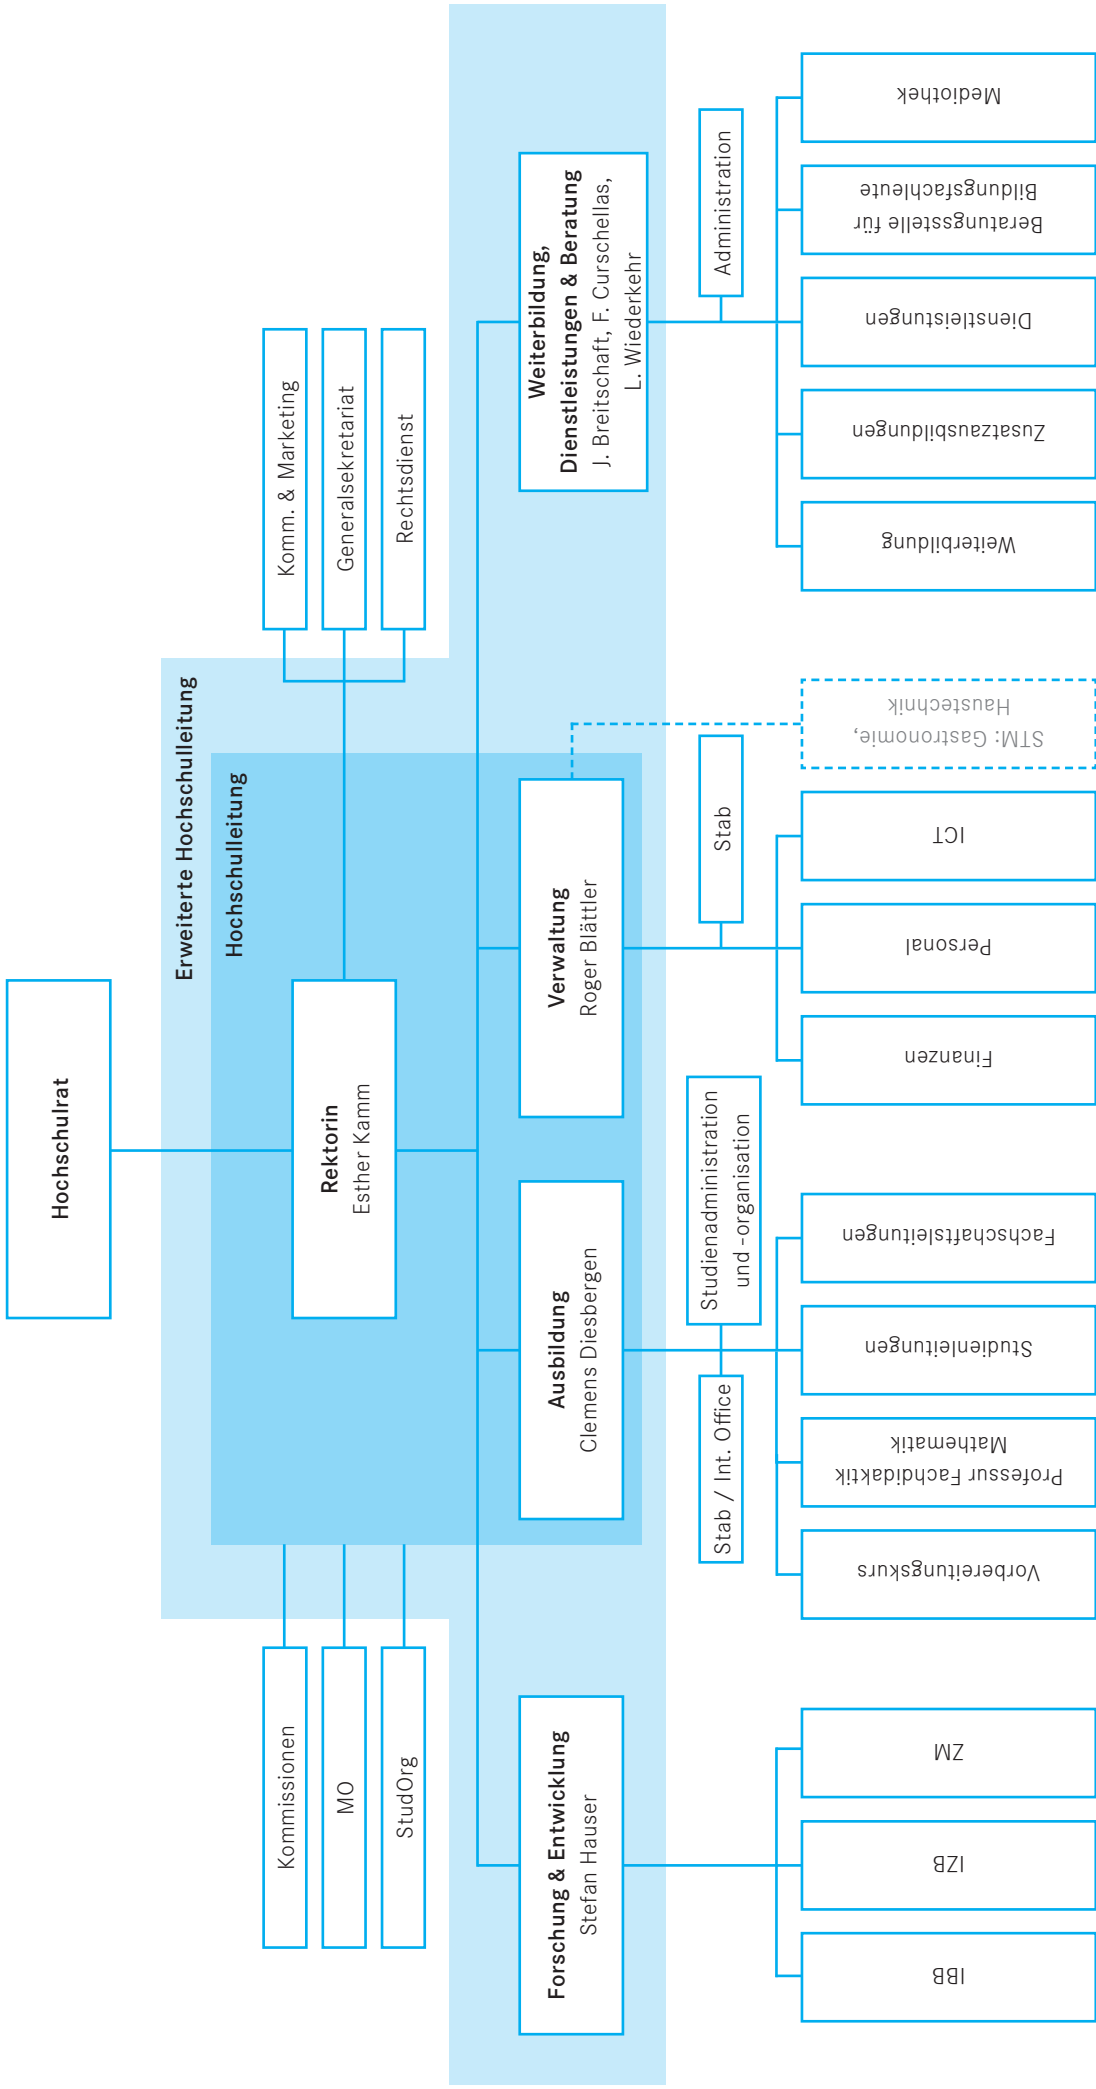 Hochschulrat
Erweiterte Hochschulleitung
Hochschulleitung
Rektorin
Esther Kamm
Kommissionen
MO
StudOrg
Komm. & Marketing
Generalsekretariat
Rechtsdienst
Forschung & Entwicklung
Stefan Hauser
Ausbildung
Clemens Diesbergen
Verwaltung
Roger Blättler
Weiterbildung,
Dienstleistungen & Beratung
J. Breitschaft, F. Curschellas,
L. Wiederkehr
Stab / Int. Office
Studienadministration
und -organisation
Stab
Administration
IBB
IZB
ZM
Vorbereitungskurs
Professur Fachdidaktik
Mathematik
Studienleitungen
Fachschaftsleitungen
Finanzen
Personal
ICT
STM: Gastronomie,
Haustechnik
Weiterbildung
Zusatzausbildungen
Dienstleistungen
Beratungsstelle für
Bildungsfachleute
Mediothek